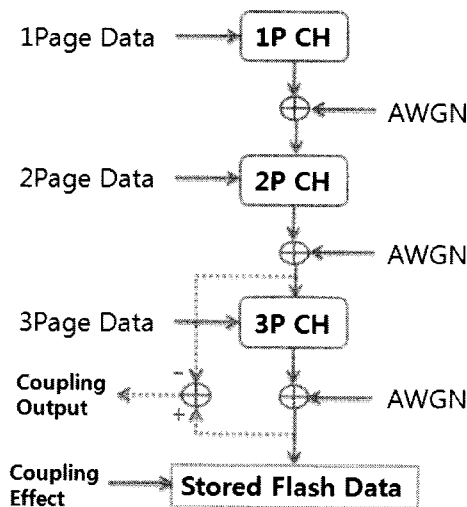 1Page Data
1P CH
AWGN
2Page Data
2P CH
AWGN
3Page Data
3P CH
-
Coupling
Output
+
AWGN
Coupling
Effect
Stored Flash Data